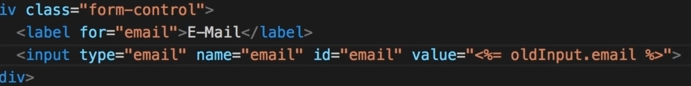 iv class="form-control">
<label for="email">E-Mail</label>
<input type="email" name="email" id="email" value="<%= oldInput.email %>">
div>